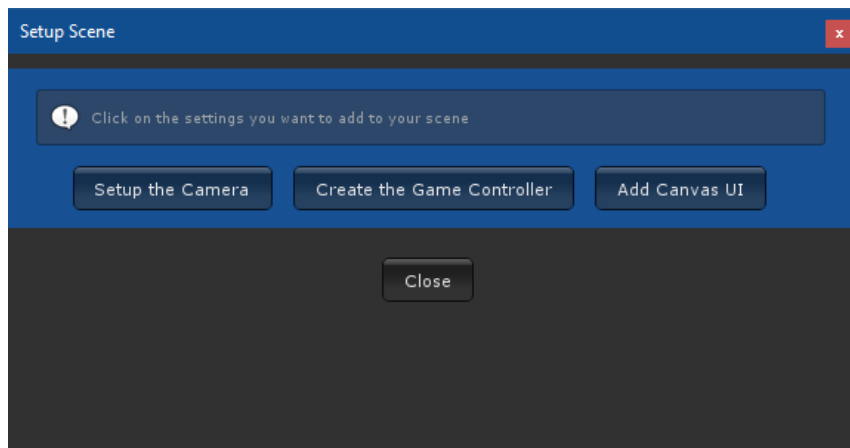 Setup Scene
x
Click on the settings you want to add to your scene
Setup the Camera
Create the Game Controller
Add Canvas UI
Close